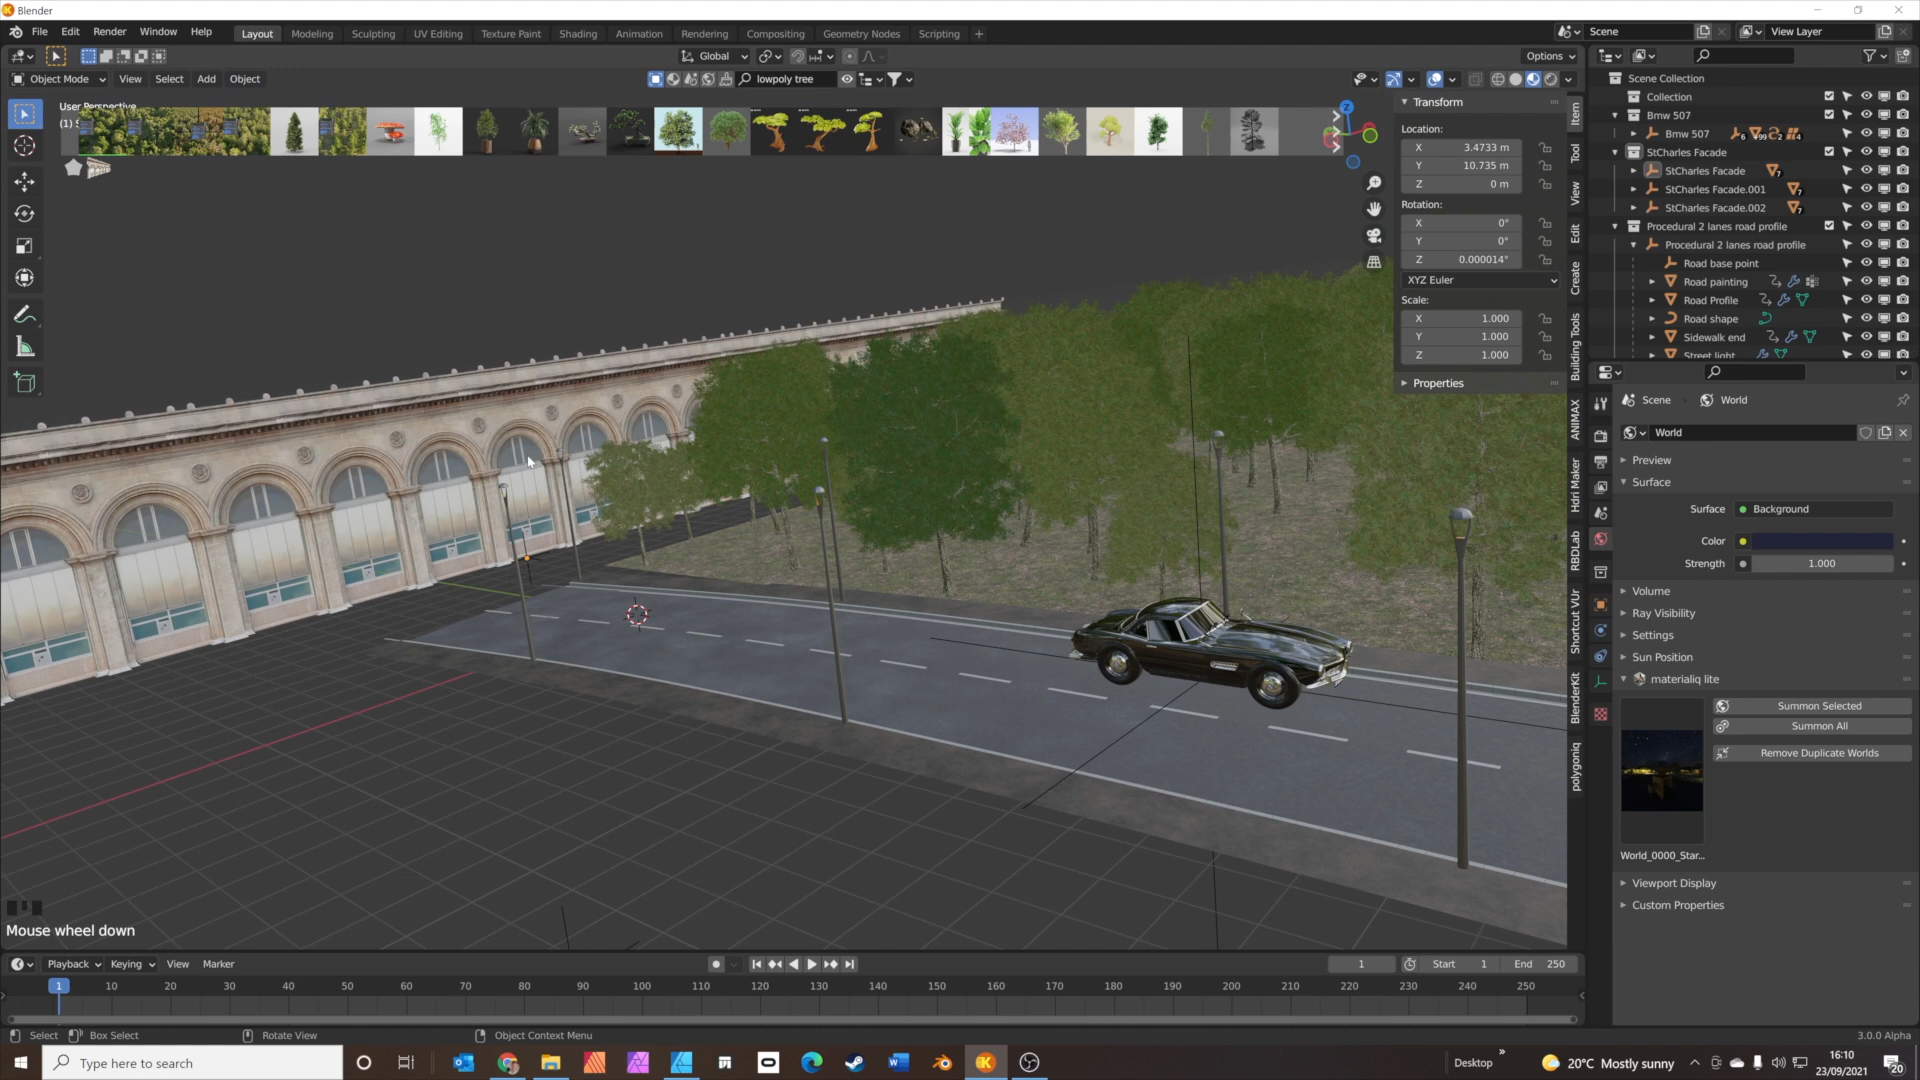 Blender
File Edit Render Window Help Layout Modeling Sculpting UV Editing Texture Paint Shading Animation Rendering Compositing Geometry Nodes Scripting + Scene View Layer
Global Options
Object Mode View Select Add Object lowpoly tree
User Perspective
(1)
Transform
Location:
X 3.4733 m
Y 10.735 m
Z 0 m
Rotation:
X 0°
Y 0°
Z 0.000014°
XYZ Euler
Scale:
X 1.000
Y 1.000
Z 1.000
Properties
Item
Tool
View
Edit
Create
Building Tools
ANIMAX
Hdri Maker
RBDLab
Shortcut VUr
BlenderKit
polygoniq
Scene Collection
Collection
Bmw 507
Bmw 507 6 99 2 4
StCharles Facade
StCharles Facade 7
StCharles Facade.001 7
StCharles Facade.002 7
Procedural 2 lanes road profile
Procedural 2 lanes road profile
Road base point
Road painting
Road Profile
Road shape
Sidewalk end
Street light
Scene World
World
Preview
Surface
Surface Background
Color
Strength 1.000
Volume
Ray Visibility
Settings
Sun Position
materialiq lite
Summon Selected
Summon All
Remove Duplicate Worlds
World_0000_Star...
Viewport Display
Custom Properties
Mouse wheel down
Playback Keying View Marker 1 Start 1 End 250
1 10 20 30 40 50 60 70 80 90 100 110 120 130 140 150 160 170 180 190 200 210 220 230 240 250
Select Box Select Rotate View Object Context Menu 3.0.0 Alpha
Type here to search Desktop 20°C Mostly sunny 16:10
23/09/2021 20